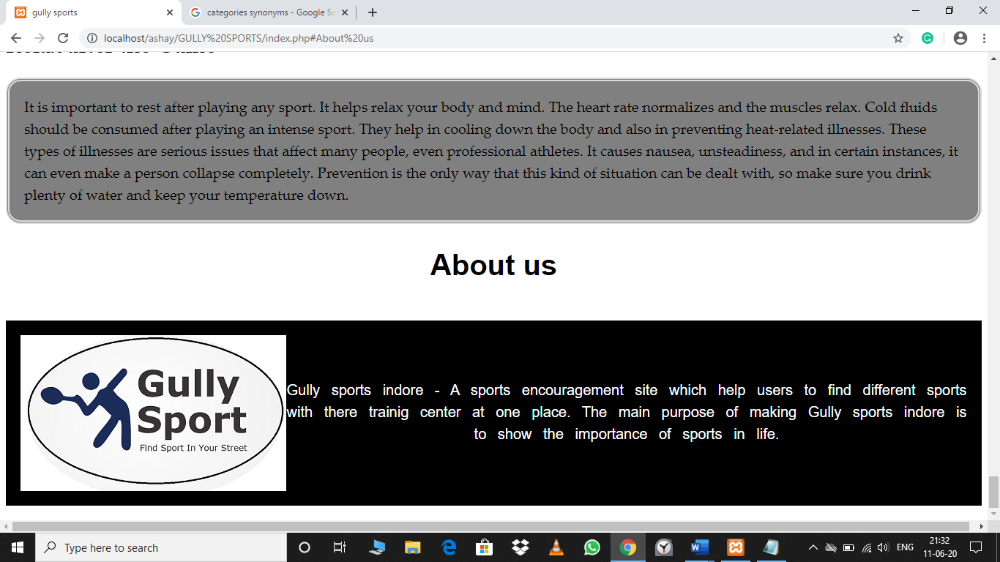 gully sports
categories synonyms - Google Se
localhost/ashay/GULLY%20SPORTS/index.php#About%20us
It is important to rest after playing any sport. It helps relax your body and mind. The heart rate normalizes and the muscles relax. Cold fluids
should be consumed after playing an intense sport. They help in cooling down the body and also in preventing heat-related illnesses. These
types of illnesses are serious issues that affect many people, even professional athletes. It causes nausea, unsteadiness, and in certain instances, it
can even make a person collapse completely. Prevention is the only way that this kind of situation can be dealt with, so make sure you drink
plenty of water and keep your temperature down.
About us
Gully
Sport
Find Sport In Your Street
Gully sports indore - A sports encouragement site which help users to find different sports
with there trainig center at one place. The main purpose of making Gully sports indore is
to show the importance of sports in life.
Type here to search
ENG
21:32
11-06-20